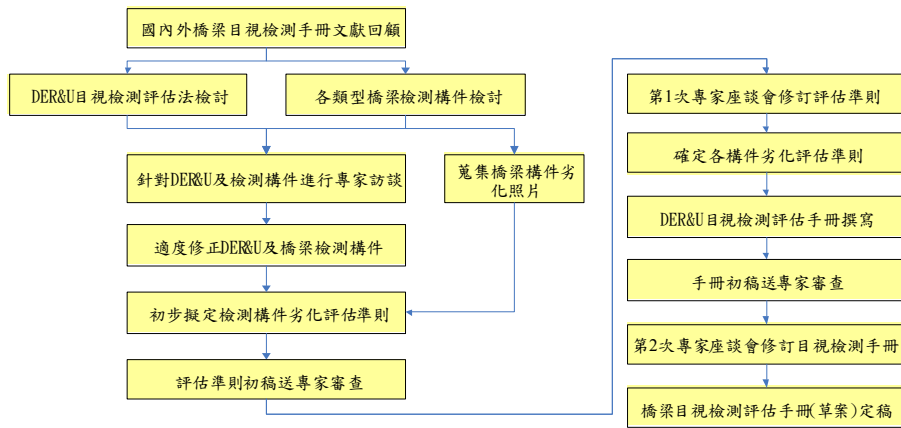 國內外橋梁目視檢測手冊文獻回顧
DER&U目視檢測評估法檢討
各類型橋梁檢測構件檢討
針對DER&U及檢測構件進行專家訪談
蒐集橋梁構件劣
化照片
適度修正DER&U及橋梁檢測構件
初步擬定檢測構件劣化評估準則
評估準則初稿送專家審查
第1次專家座談會修訂評估準則
確定各構件劣化評估準則
DER&U目視檢測評估手冊撰寫
手冊初稿送專家審查
第2次專家座談會修訂目視檢測手冊
橋梁目視檢測評估手冊(草案)定稿